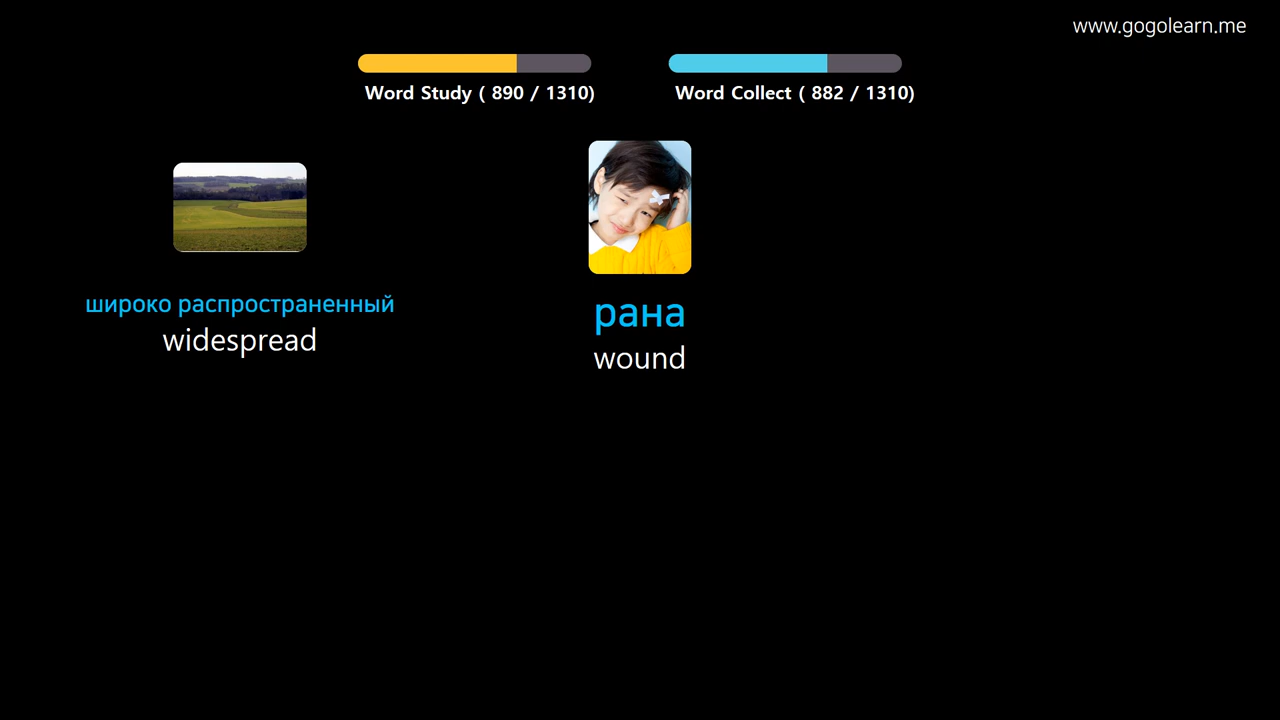 www.gogolearn.me
Word Study ( 890 / 1310)
Word Collect ( 882 / 1310)
широко распространенный
widespread
рана
wound